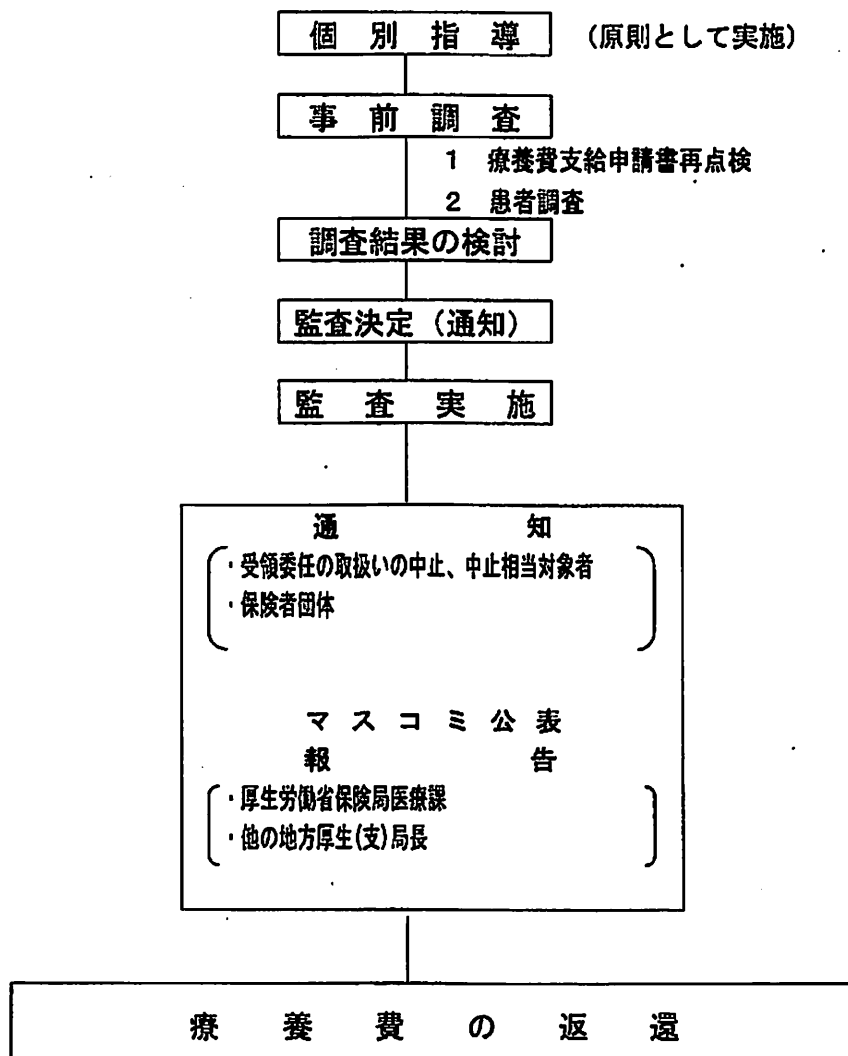 個別指導 (原則として実施)
事前調査
1 療養費支給申請書再点検
2 患者調査
調査結果の検討
監査決定(通知)
監査実施
通知
・受領委任の取扱いの中止、中止相当対象者
・保険者団体
マスコミ公表
報告
・厚生労働省保険局医療課
・他の地方厚生(支)局長
療養費の返還